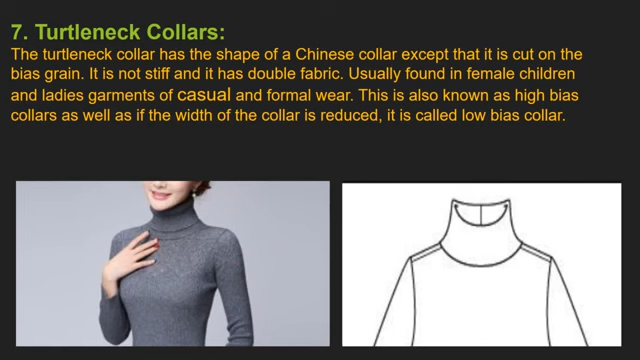 7. Turtleneck Collars:
The turtleneck collar has the shape of a Chinese collar except that it is cut on the
bias grain. It is not stiff and it has double fabric. Usually found in female children
and ladies garments of casual and formal wear. This is also known as high bias
collars as well as if the width of the collar is reduced, it is called low bias collar.